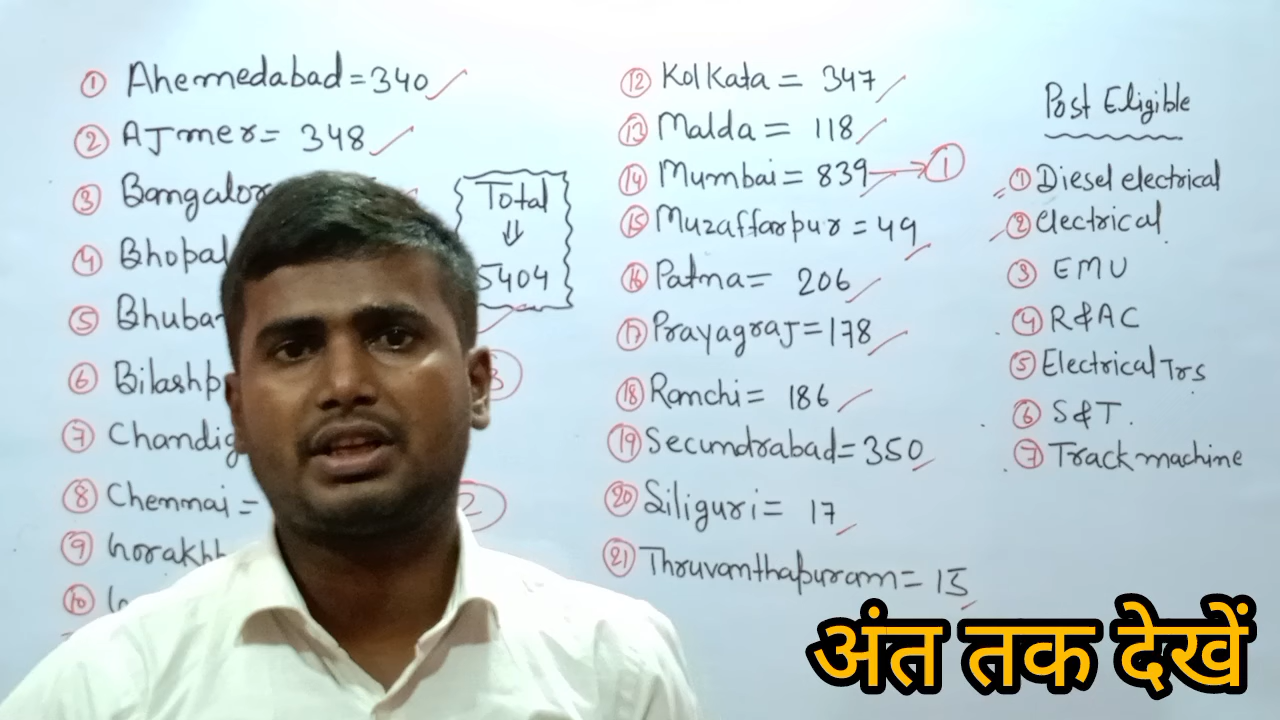 ① Ahemedabad = 340
② AJmer = 348
③ Bangalor
④ Bhopal
⑤ Bhuba
⑥ Bilashp
⑦ Chandig
⑧ Chennai =
⑨ Gorakh
⑩
Total
⇓
5404
②
⑫ Kolkata = 347
⑬ Malda = 118
⑭ Mumbai = 839 → ①
⑮ Muzaffarpur = 49
⑯ Patna = 206
⑰ PrayagraJ = 178
⑱ Ranchi = 186
⑲ Secundrabad = 350
⑳ Siliguri = 17
㉑ Thruvanthapuram = 15
Post Eligible
① Diesel electrical
② electrical
③ EMU
④ R&AC
⑤ Electrical Trs
⑥ S&T.
⑦ Track machine
अंत तक देखें